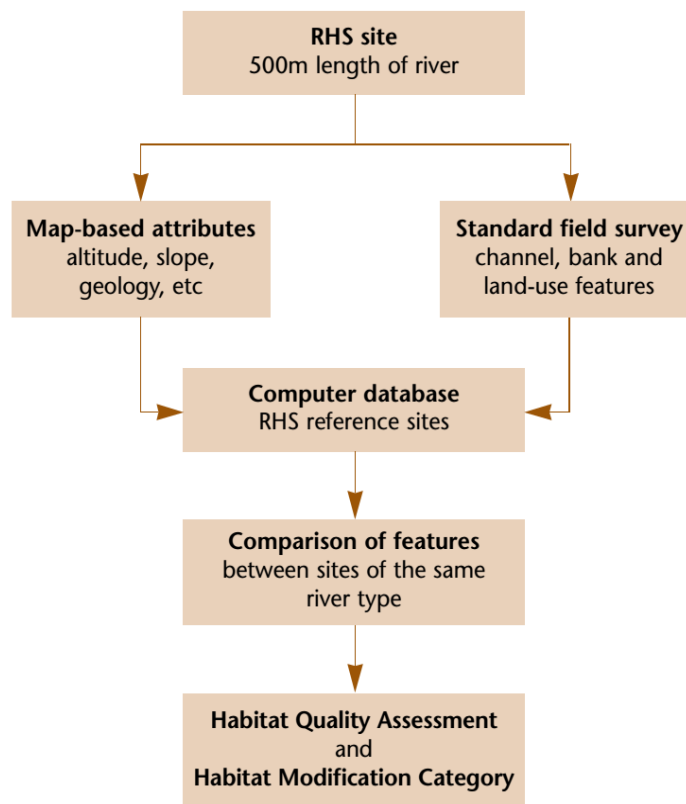 RHS site
500m length of river
Map-based attributes
altitude, slope,
geology, etc
Standard field survey
channel, bank and
land-use features
Computer database
RHS reference sites
Comparison of features
between sites of the same
river type
Habitat Quality Assessment
and
Habitat Modification Category